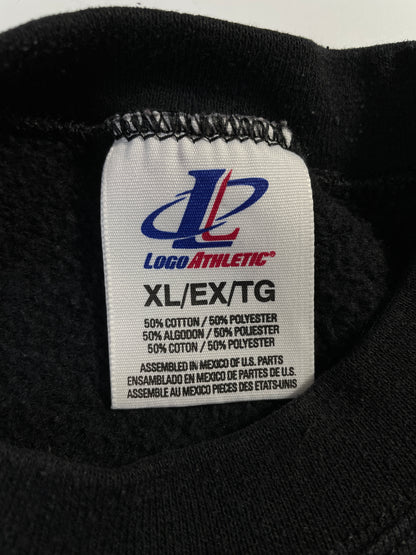 L
LOGO ATHLETIC®
XL/EX/TG
50% COTTON / 50% POLYESTER
50% ALGODON / 50% POLIESTER
50% COTON / 50% POLYESTER
ASSEMBLED IN MEXICO OF U.S. PARTS
ENSAMBLADO EN MEXICO DE PARTES DE U.S.
ASSEMBLE AU MEXICO PIECES DES ETATS-UNIS